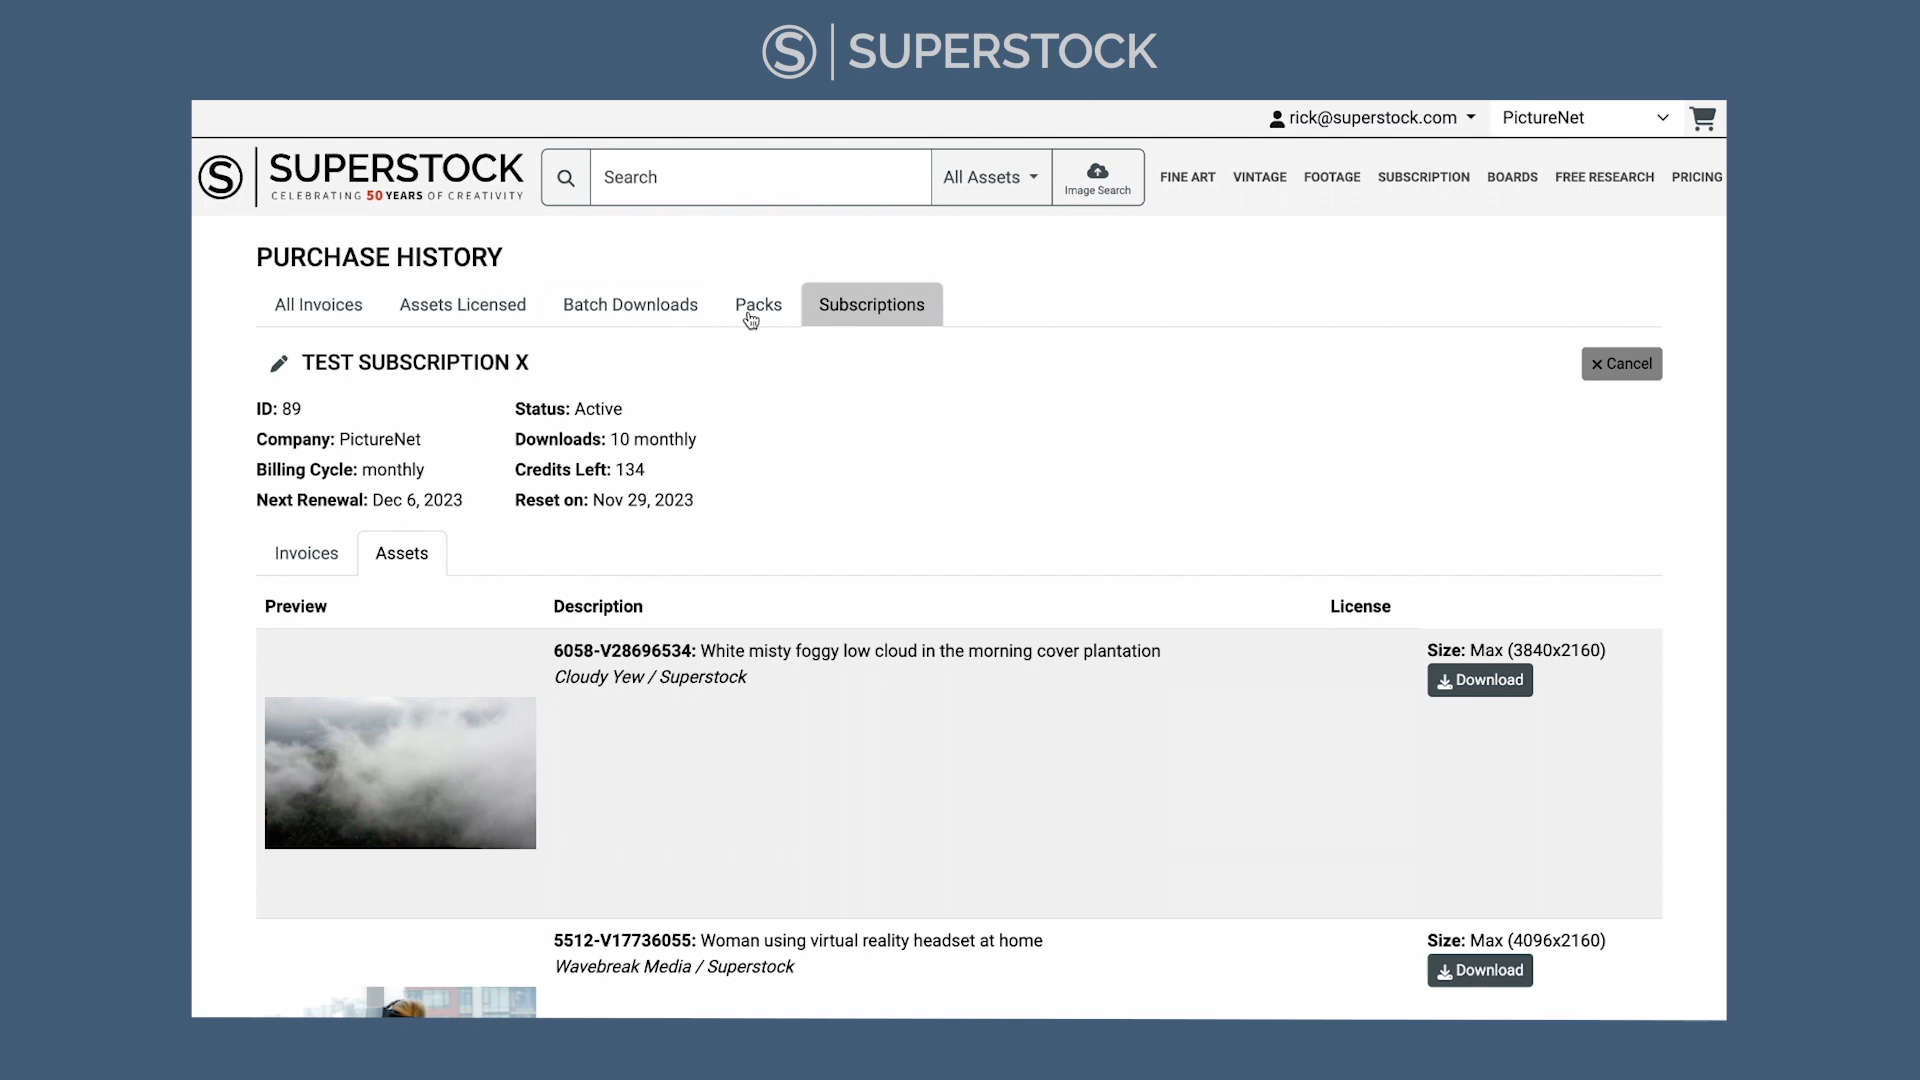 S | SUPERSTOCK
rick@superstock.com
PictureNet
S | SUPERSTOCK
CELEBRATING 50 YEARS OF CREATIVITY
Search
All Assets
Image Search
FINE ART
VINTAGE
FOOTAGE
SUBSCRIPTION
BOARDS
FREE RESEARCH
PRICING
PURCHASE HISTORY
All Invoices
Assets Licensed
Batch Downloads
Packs
Subscriptions
TEST SUBSCRIPTION X
× Cancel
ID: 89
Status: Active
Company: PictureNet
Downloads: 10 monthly
Billing Cycle: monthly
Credits Left: 134
Next Renewal: Dec 6, 2023
Reset on: Nov 29, 2023
Invoices
Assets
Preview
Description
License
6058-V28696534: White misty foggy low cloud in the morning cover plantation
Cloudy Yew / Superstock
Size: Max (3840x2160)
Download
5512-V17736055: Woman using virtual reality headset at home
Wavebreak Media / Superstock
Size: Max (4096x2160)
Download